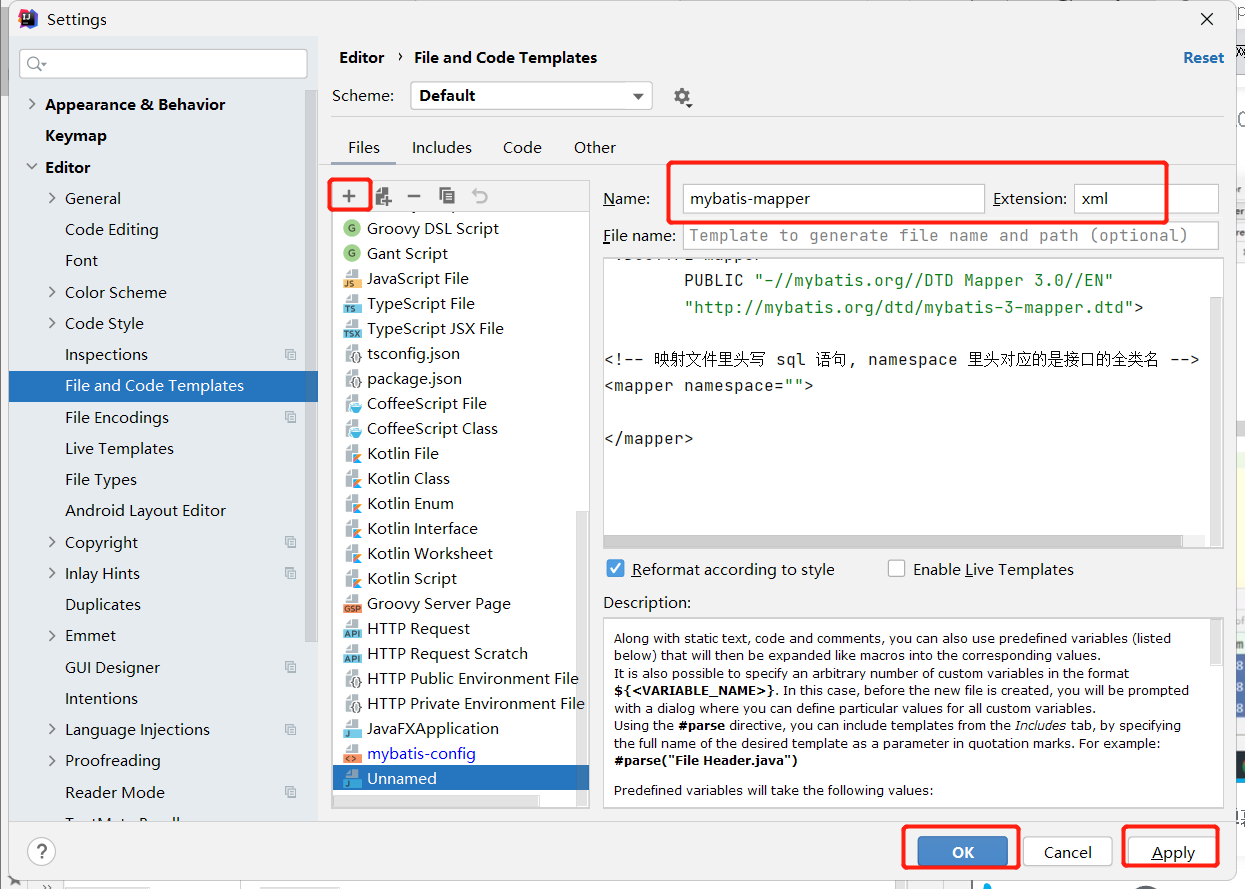 Settings
Editor › File and Code Templates
Reset
Scheme: Default
Files Includes Code Other
Appearance & Behavior
Keymap
Editor
General
Code Editing
Font
Color Scheme
Code Style
Inspections
File and Code Templates
File Encodings
Live Templates
File Types
Android Layout Editor
Copyright
Inlay Hints
Duplicates
Emmet
GUI Designer
Intentions
Language Injections
Proofreading
Reader Mode
Groovy DSL Script
Gant Script
JavaScript File
TypeScript File
TypeScript JSX File
tsconfig.json
package.json
CoffeeScript File
CoffeeScript Class
Kotlin File
Kotlin Class
Kotlin Enum
Kotlin Interface
Kotlin Worksheet
Kotlin Script
Groovy Server Page
HTTP Request
HTTP Request Scratch
HTTP Public Environment File
HTTP Private Environment File
JavaFXApplication
mybatis-config
Unnamed
Name: mybatis-mapper Extension: xml
File name: Template to generate file name and path (optional)
PUBLIC "-//mybatis.org//DTD Mapper 3.0//EN"
"http://mybatis.org/dtd/mybatis-3-mapper.dtd">
<!-- 映射文件里头写 sql 语句, namespace 里头对应的是接口的全类名 -->
<mapper namespace="">
</mapper>
Reformat according to style Enable Live Templates
Description:
Along with static text, code and comments, you can also use predefined variables (listed
below) that will then be expanded like macros into the corresponding values.
It is also possible to specify an arbitrary number of custom variables in the format
${<VARIABLE_NAME>}. In this case, before the new file is created, you will be prompted
with a dialog where you can define particular values for all custom variables.
Using the #parse directive, you can include templates from the Includes tab, by specifying
the full name of the desired template as a parameter in quotation marks. For example:
#parse("File Header.java")
Predefined variables will take the following values:
? OK Cancel Apply